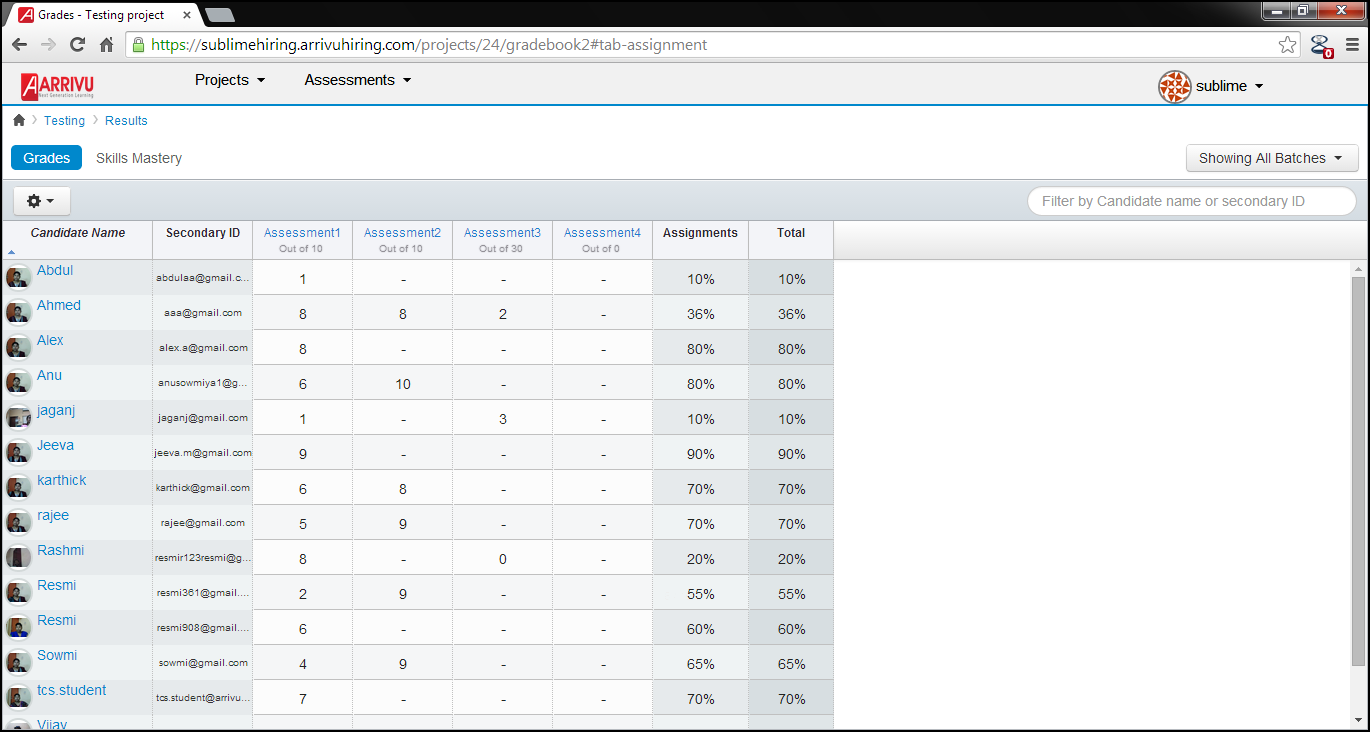 Grades - Testing project
https://sublimehiring.arrivuhiring.com/projects/24/gradebook2#tab-assignment
0
ARRIVU
Next Generation Learning
Projects
Assessments
sublime
Testing
Results
Grades
Skills Mastery
Showing All Batches
Filter by Candidate name or secondary ID
Candidate Name Secondary ID Assessment1 Assessment2 Assessment3 Assessment4 Assignments Total
Out of 10 Out of 10 Out of 30 Out of 0
Abdul abdulaa@gmail.c... 1 - - - 10% 10%
Ahmed aaa@gmail.com 8 8 2 - 36% 36%
Alex alex.a@gmail.com 8 - - - 80% 80%
Anu anusowmiya1@g... 6 10 - - 80% 80%
jaganj jaganj@gmail.com 1 - 3 - 10% 10%
Jeeva jeeva.m@gmail.com 9 - - - 90% 90%
karthick karthick@gmail.com 6 8 - - 70% 70%
rajee rajee@gmail.com 5 9 - - 70% 70%
Rashmi resmir123resmi@g... 8 - 0 - 20% 20%
Resmi resmi361@gmail.... 2 9 - - 55% 55%
Resmi resmi908@gmail.... 6 - - - 60% 60%
Sowmi sowmi@gmail.com 4 9 - - 65% 65%
tcs.student tcs.student@arrivu... 7 - - - 70% 70%
Vijay